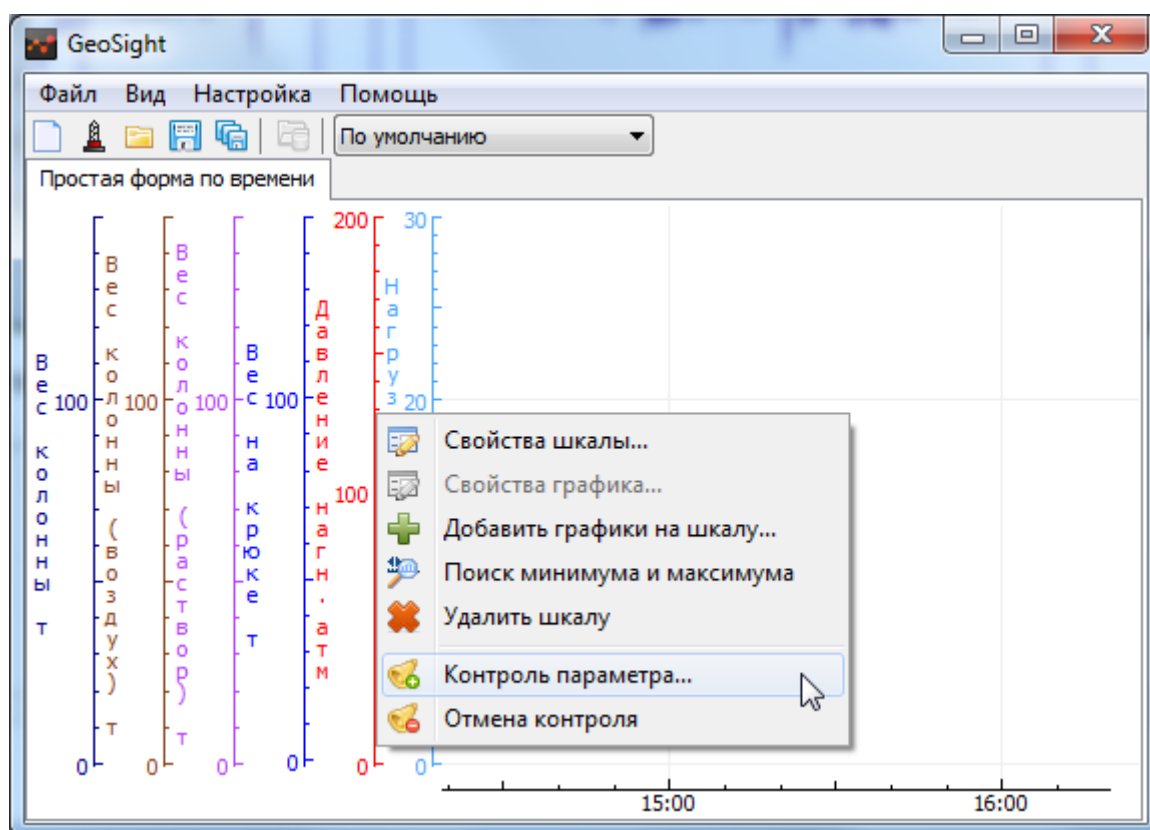 GeoSight
Файл Вид Настройка Помощь
По умолчанию
Простая форма по времени
Вес колонны т
100
0
Вес колонны (воздух) т
100
0
Вес колонны (раствор) т
100
0
Вес на крюке т
100
0
Давление нагн. атм
200
100
0
Нагруз
30
20
0
Свойства шкалы...
Свойства графика...
Добавить графики на шкалу...
Поиск минимума и максимума
Удалить шкалу
Контроль параметра...
Отмена контроля
15:00 16:00